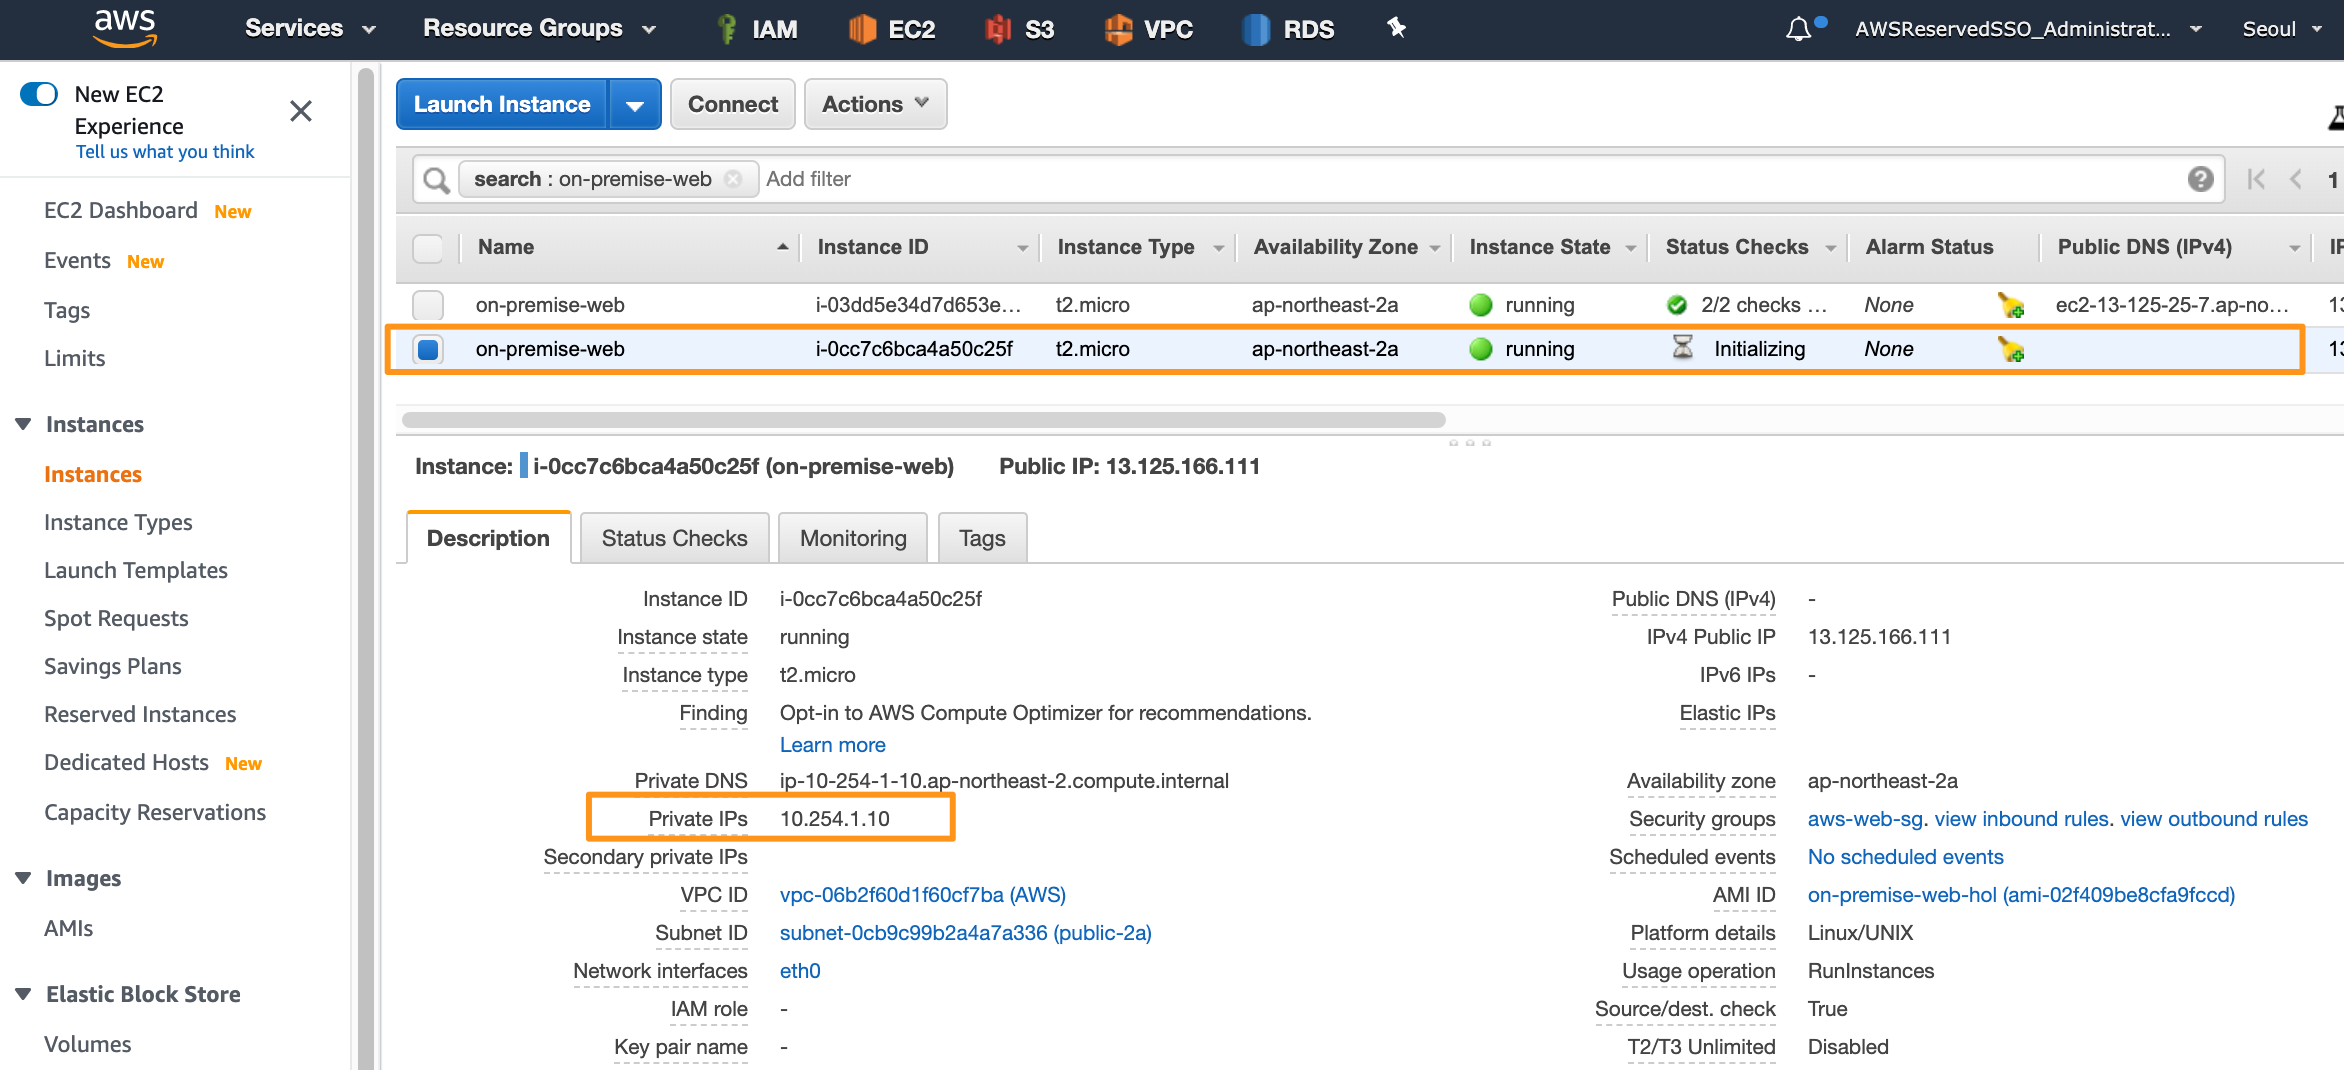 aws Services Resource Groups IAM EC2 S3 VPC RDS AWSReservedSSO_Administrat... Seoul
New EC2
Experience
Tell us what you think
EC2 Dashboard New
Events New
Tags
Limits
Instances
Instances
Instance Types
Launch Templates
Spot Requests
Savings Plans
Reserved Instances
Dedicated Hosts New
Capacity Reservations
Images
AMIs
Elastic Block Store
Volumes
Launch Instance Connect Actions
search : on-premise-web Add filter 1
Name Instance ID Instance Type Availability Zone Instance State Status Checks Alarm Status Public DNS (IPv4)
on-premise-web i-03dd5e34d7d653e... t2.micro ap-northeast-2a running 2/2 checks ... None ec2-13-125-25-7.ap-no...
on-premise-web i-0cc7c6bca4a50c25f t2.micro ap-northeast-2a running Initializing None
Instance: i-0cc7c6bca4a50c25f (on-premise-web) Public IP: 13.125.166.111
Description Status Checks Monitoring Tags
Instance ID i-0cc7c6bca4a50c25f Public DNS (IPv4) -
Instance state running IPv4 Public IP 13.125.166.111
Instance type t2.micro IPv6 IPs -
Finding Opt-in to AWS Compute Optimizer for recommendations. Elastic IPs
Learn more
Private DNS ip-10-254-1-10.ap-northeast-2.compute.internal Availability zone ap-northeast-2a
Private IPs 10.254.1.10 Security groups aws-web-sg. view inbound rules. view outbound rules
Secondary private IPs Scheduled events No scheduled events
VPC ID vpc-06b2f60d1f60cf7ba (AWS) AMI ID on-premise-web-hol (ami-02f409be8cfa9fccd)
Subnet ID subnet-0cb9c99b2a4a7a336 (public-2a) Platform details Linux/UNIX
Network interfaces eth0 Usage operation RunInstances
IAM role - Source/dest. check True
Key pair name - T2/T3 Unlimited Disabled